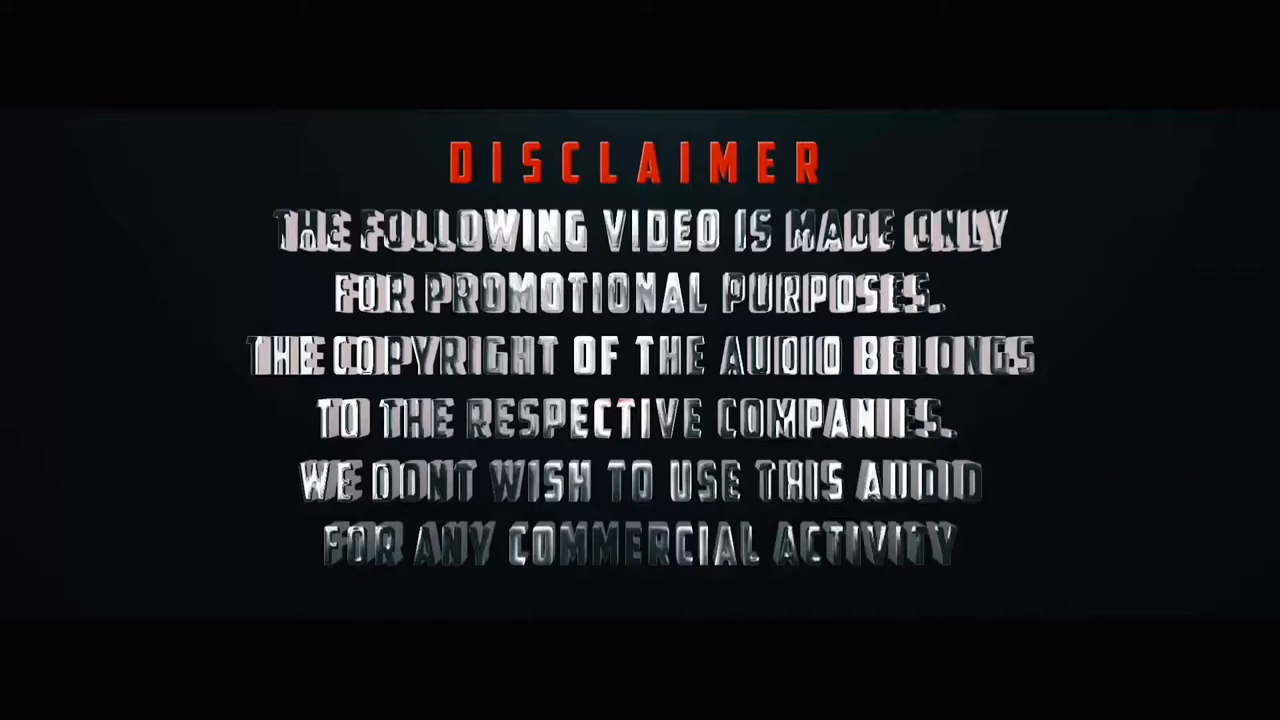 DISCLAIMER
THE FOLLOWING VIDEO IS MADE ONLY
FOR PROMOTIONAL PURPOSES.
THE COPYRIGHT OF THE AUDIO BELONGS
TO THE RESPECTIVE COMPANIES.
WE DONT WISH TO USE THIS AUDIO
FOR ANY COMMERCIAL ACTIVITY